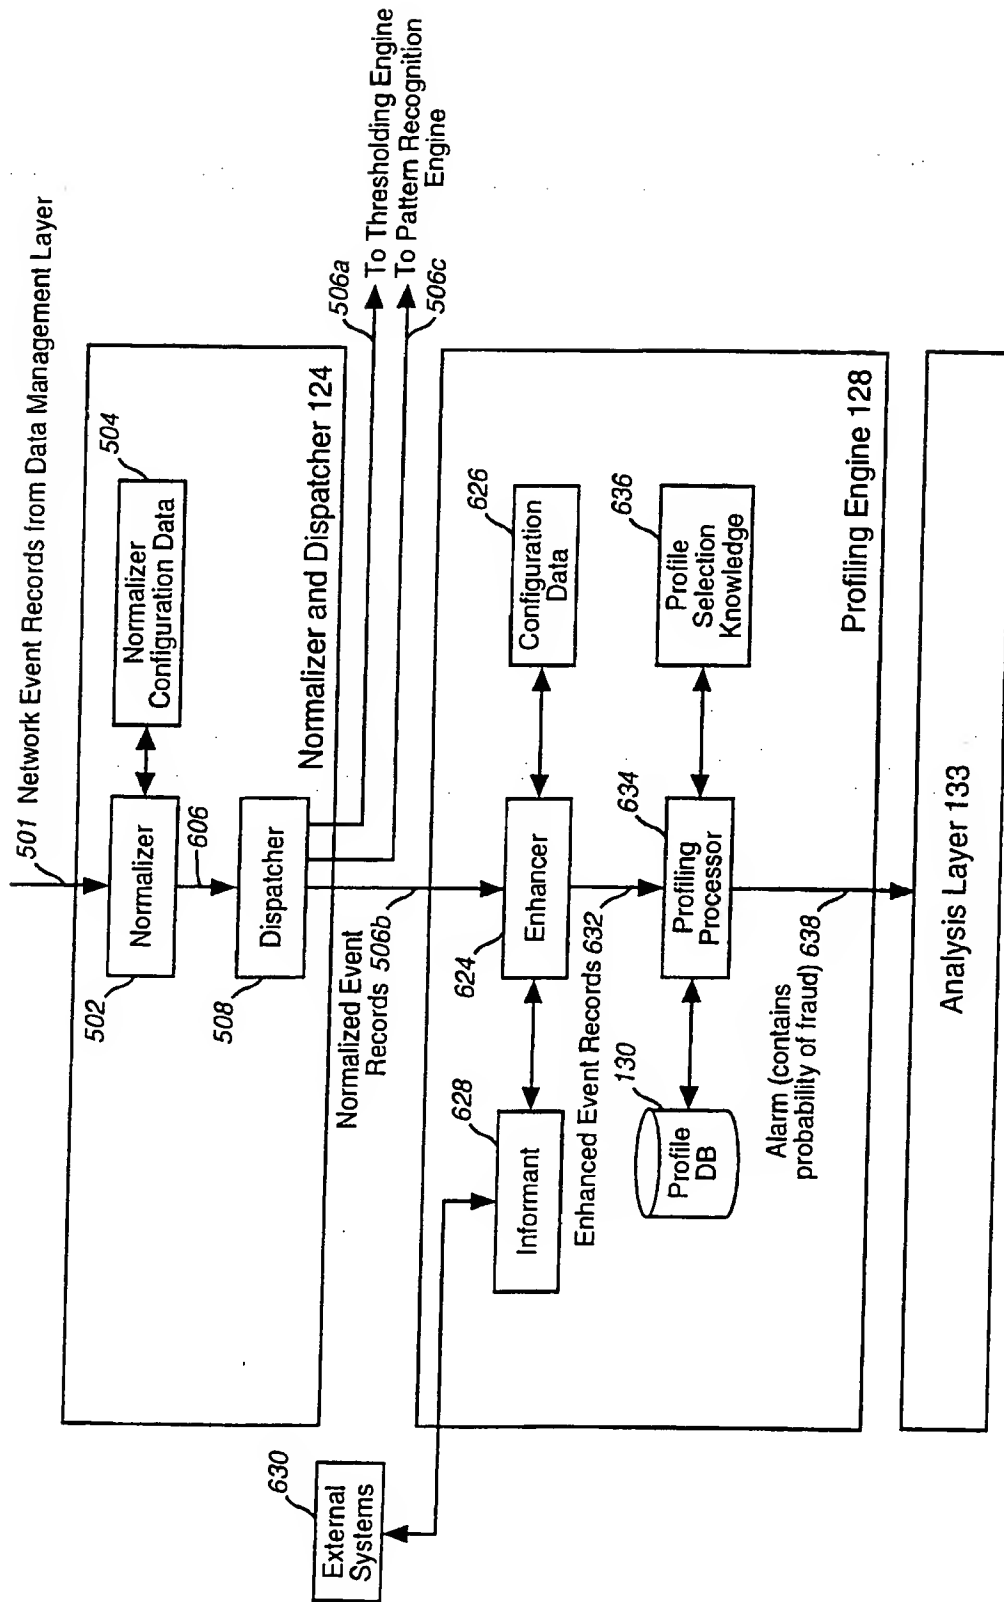 501 Network Event Records from Data Management Layer
504
Normalizer
Configuration Data
Normalizer
502
606
Dispatcher
508
Normalizer and Dispatcher 124
506a
To Thresholding Engine
To Pattern Recognition
Engine
506c
Normalized Event
Records 506b
630
External
Systems
628
Informant
624
Enhancer
626
Configuration
Data
Enhanced Event Records 632
130
Profile
DB
634
Profiling
Processor
636
Profile
Selection
Knowledge
Alarm (contains
probability of fraud) 638
Profiling Engine 128
Analysis Layer 133